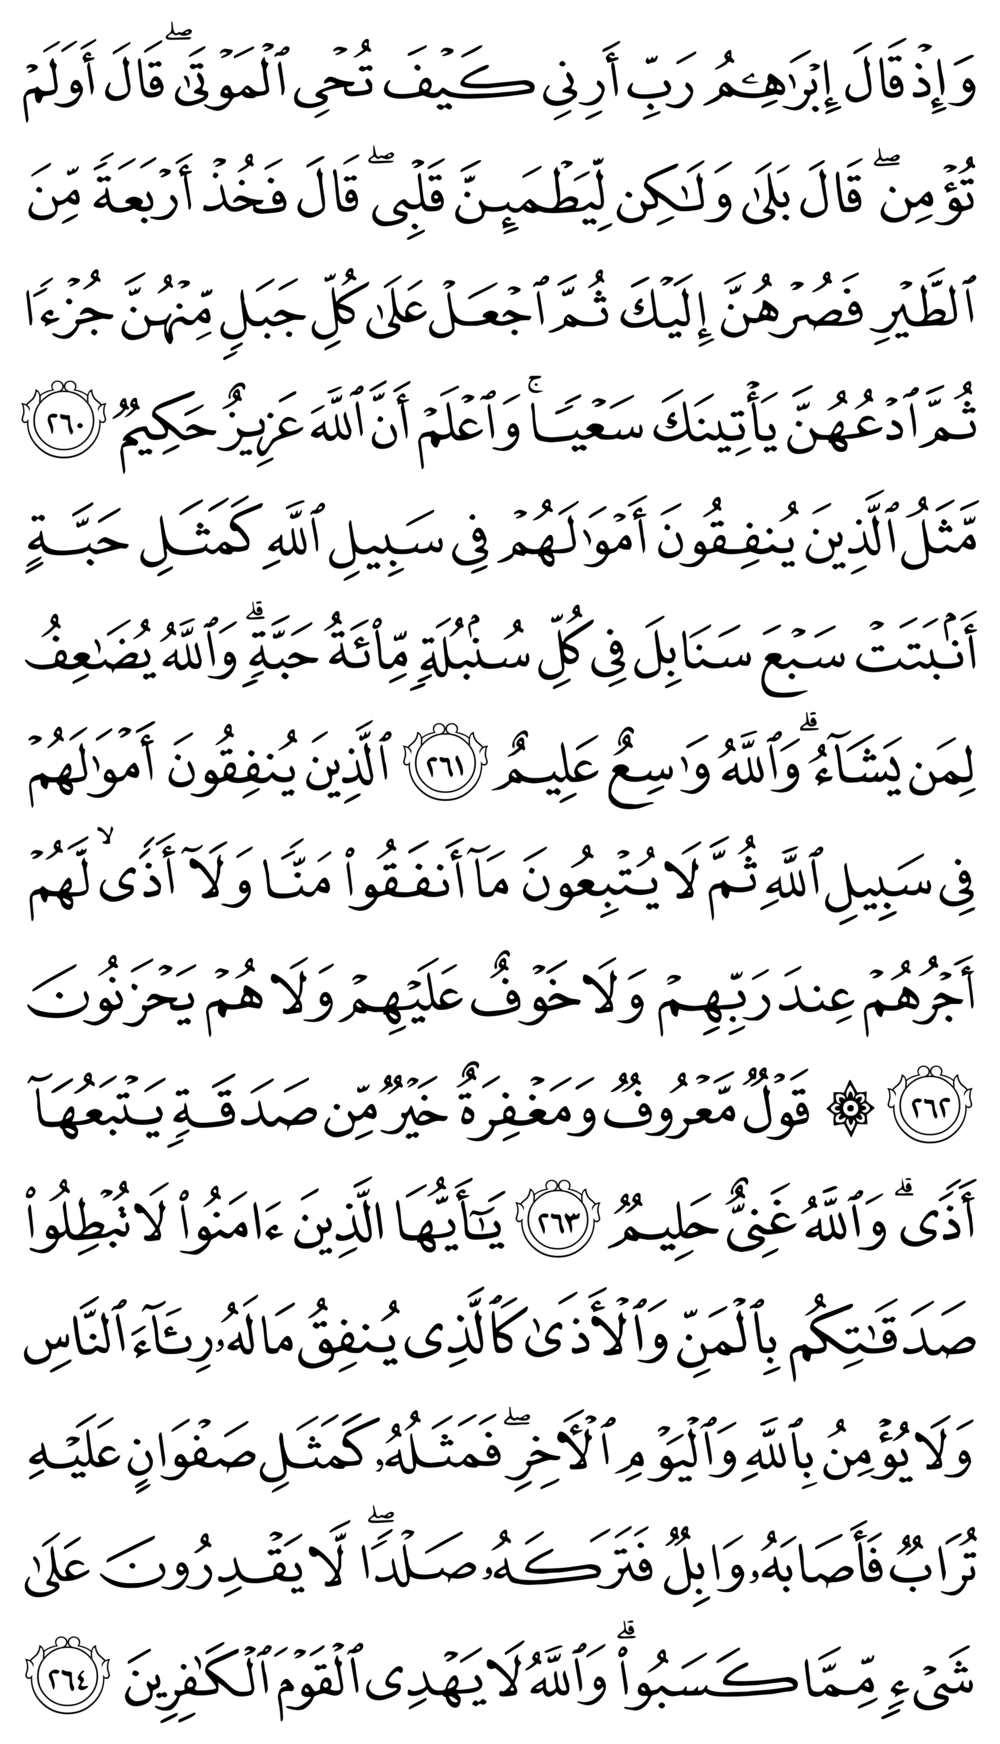 وَإِذۡ قَالَ إِبۡرَٰهِـۧمُ رَبِّ أَرِنِي كَيۡفَ تُحۡيِ ٱلۡمَوۡتَىٰۖ قَالَ أَوَلَمۡ
تُؤۡمِنۖ قَالَ بَلَىٰ وَلَٰكِن لِّيَطۡمَئِنَّ قَلۡبِيۖ قَالَ فَخُذۡ أَرۡبَعَةٗ مِّنَ
ٱلطَّيۡرِ فَصُرۡهُنَّ إِلَيۡكَ ثُمَّ ٱجۡعَلۡ عَلَىٰ كُلِّ جَبَلٖ مِّنۡهُنَّ جُزۡءٗا
ثُمَّ ٱدۡعُهُنَّ يَأۡتِينَكَ سَعۡيٗاۚ وَٱعۡلَمۡ أَنَّ ٱللَّهَ عَزِيزٌ حَكِيمٞ ٢٦٠
مَّثَلُ ٱلَّذِينَ يُنفِقُونَ أَمۡوَٰلَهُمۡ فِي سَبِيلِ ٱللَّهِ كَمَثَلِ حَبَّةٍ
أَنۢبَتَتۡ سَبۡعَ سَنَابِلَ فِي كُلِّ سُنۢبُلَةٖ مِّاْئَةُ حَبَّةٖۗ وَٱللَّهُ يُضَٰعِفُ
لِمَن يَشَآءُۗ وَٱللَّهُ وَٰسِعٌ عَلِيمٌ ٢٦١ ٱلَّذِينَ يُنفِقُونَ أَمۡوَٰلَهُمۡ
فِي سَبِيلِ ٱللَّهِ ثُمَّ لَا يُتۡبِعُونَ مَآ أَنفَقُواْ مَنّٗا وَلَآ أَذٗى لَّهُمۡ
أَجۡرُهُمۡ عِندَ رَبِّهِمۡ وَلَا خَوۡفٌ عَلَيۡهِمۡ وَلَا هُمۡ يَحۡزَنُونَ
٢٦٢ ۞ قَوۡلٞ مَّعۡرُوفٞ وَمَغۡفِرَةٌ خَيۡرٞ مِّن صَدَقَةٖ يَتۡبَعُهَآ
أَذٗىۗ وَٱللَّهُ غَنِيٌّ حَلِيمٞ ٢٦٣ يَٰٓأَيُّهَا ٱلَّذِينَ ءَامَنُواْ لَا تُبۡطِلُواْ
صَدَقَٰتِكُم بِٱلۡمَنِّ وَٱلۡأَذَىٰ كَٱلَّذِي يُنفِقُ مَالَهُۥ رِئَآءَ ٱلنَّاسِ
وَلَا يُؤۡمِنُ بِٱللَّهِ وَٱلۡيَوۡمِ ٱلۡأٓخِرِۖ فَمَثَلُهُۥ كَمَثَلِ صَفۡوَانٍ عَلَيۡهِ
تُرَابٞ فَأَصَابَهُۥ وَابِلٞ فَتَرَكَهُۥ صَلۡدٗاۖ لَّا يَقۡدِرُونَ عَلَىٰ
شَيۡءٖ مِّمَّا كَسَبُواْۗ وَٱللَّهُ لَا يَهۡدِي ٱلۡقَوۡمَ ٱلۡكَٰفِرِينَ ٢٦٤